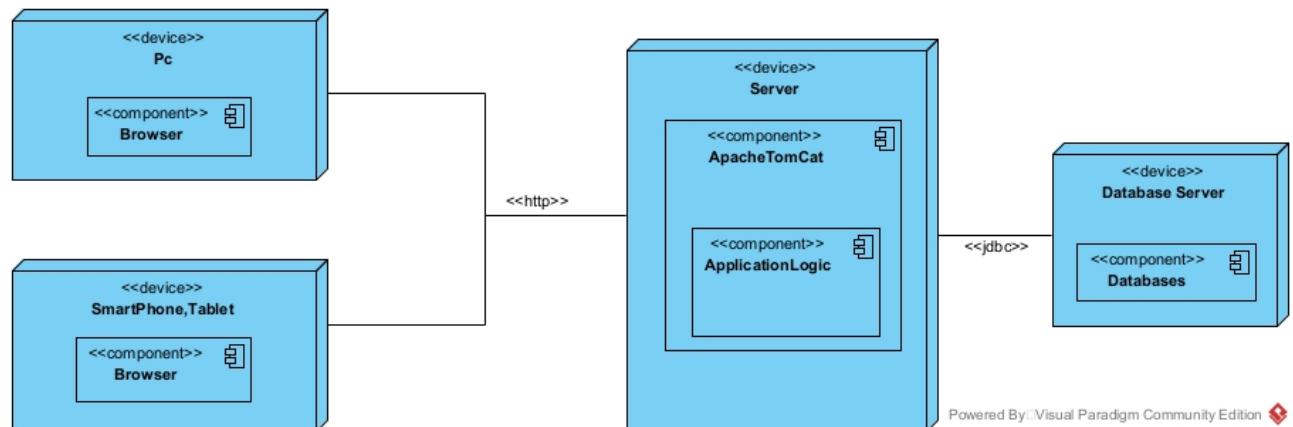 <<device>>
Pc
<<component>>
Browser
<<device>>
SmartPhone,Tablet
<<component>>
Browser
<<http>>
<<device>>
Server
<<component>>
ApacheTomCat
<<component>>
ApplicationLogic
<<jdbc>>
<<device>>
Database Server
<<component>>
Databases
Powered By Visual Paradigm Community Edition